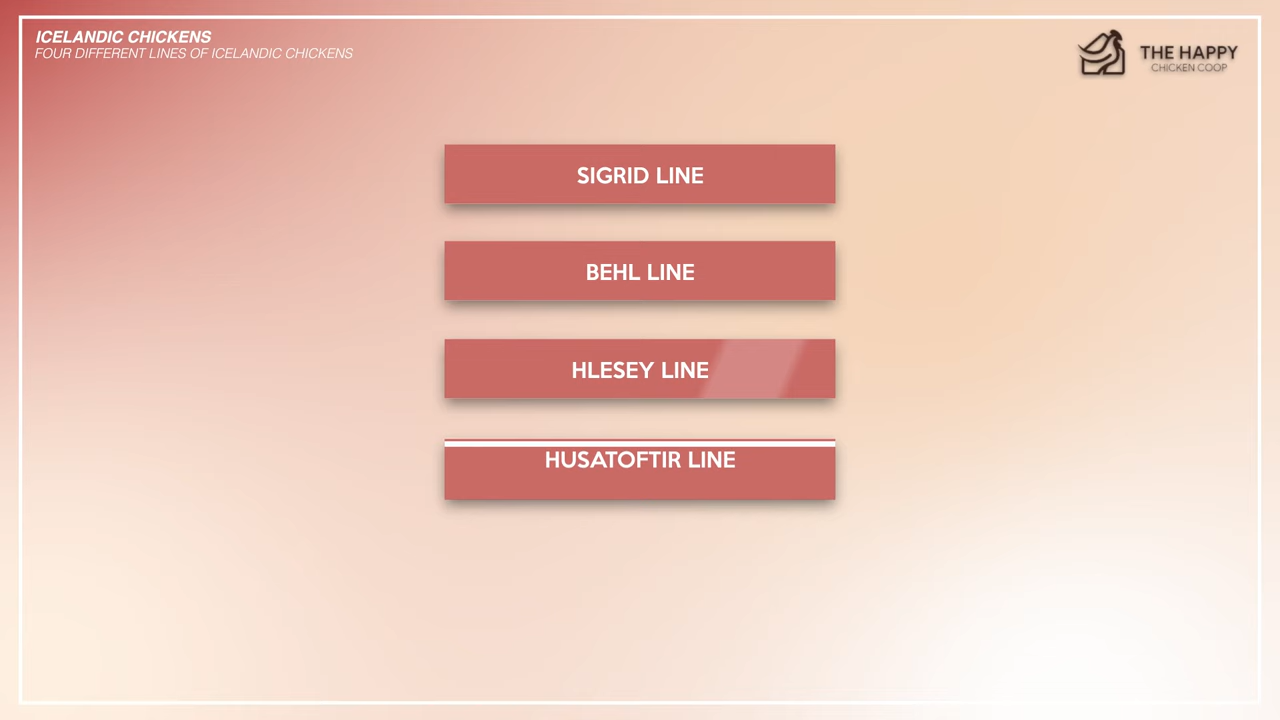 ICELANDIC CHICKENS
FOUR DIFFERENT LINES OF ICELANDIC CHICKENS
THE HAPPY
CHICKEN COOP
SIGRID LINE
BEHL LINE
HLESEY LINE
HUSATOFTIR LINE